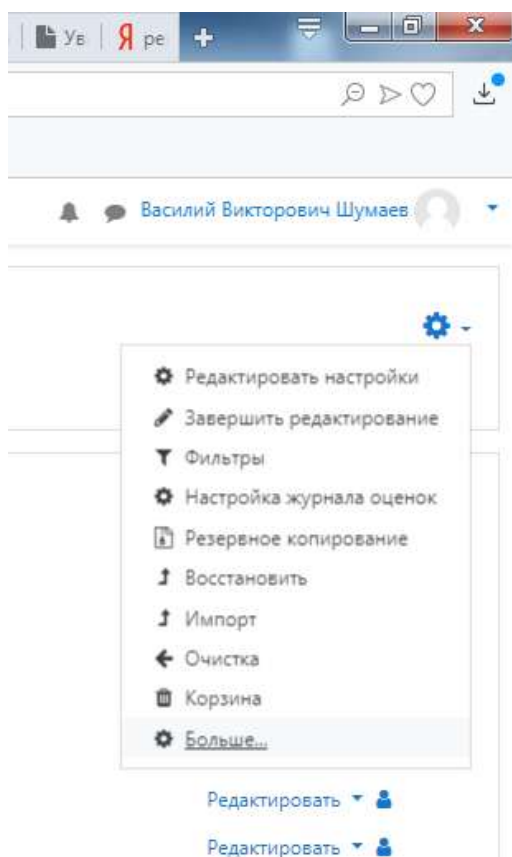 Ув Я ре
Василий Викторович Шумаев
Редактировать настройки
Завершить редактирование
Фильтры
Настройка журнала оценок
Резервное копирование
Восстановить
Импорт
Очистка
Корзина
Больше...
Редактировать
Редактировать